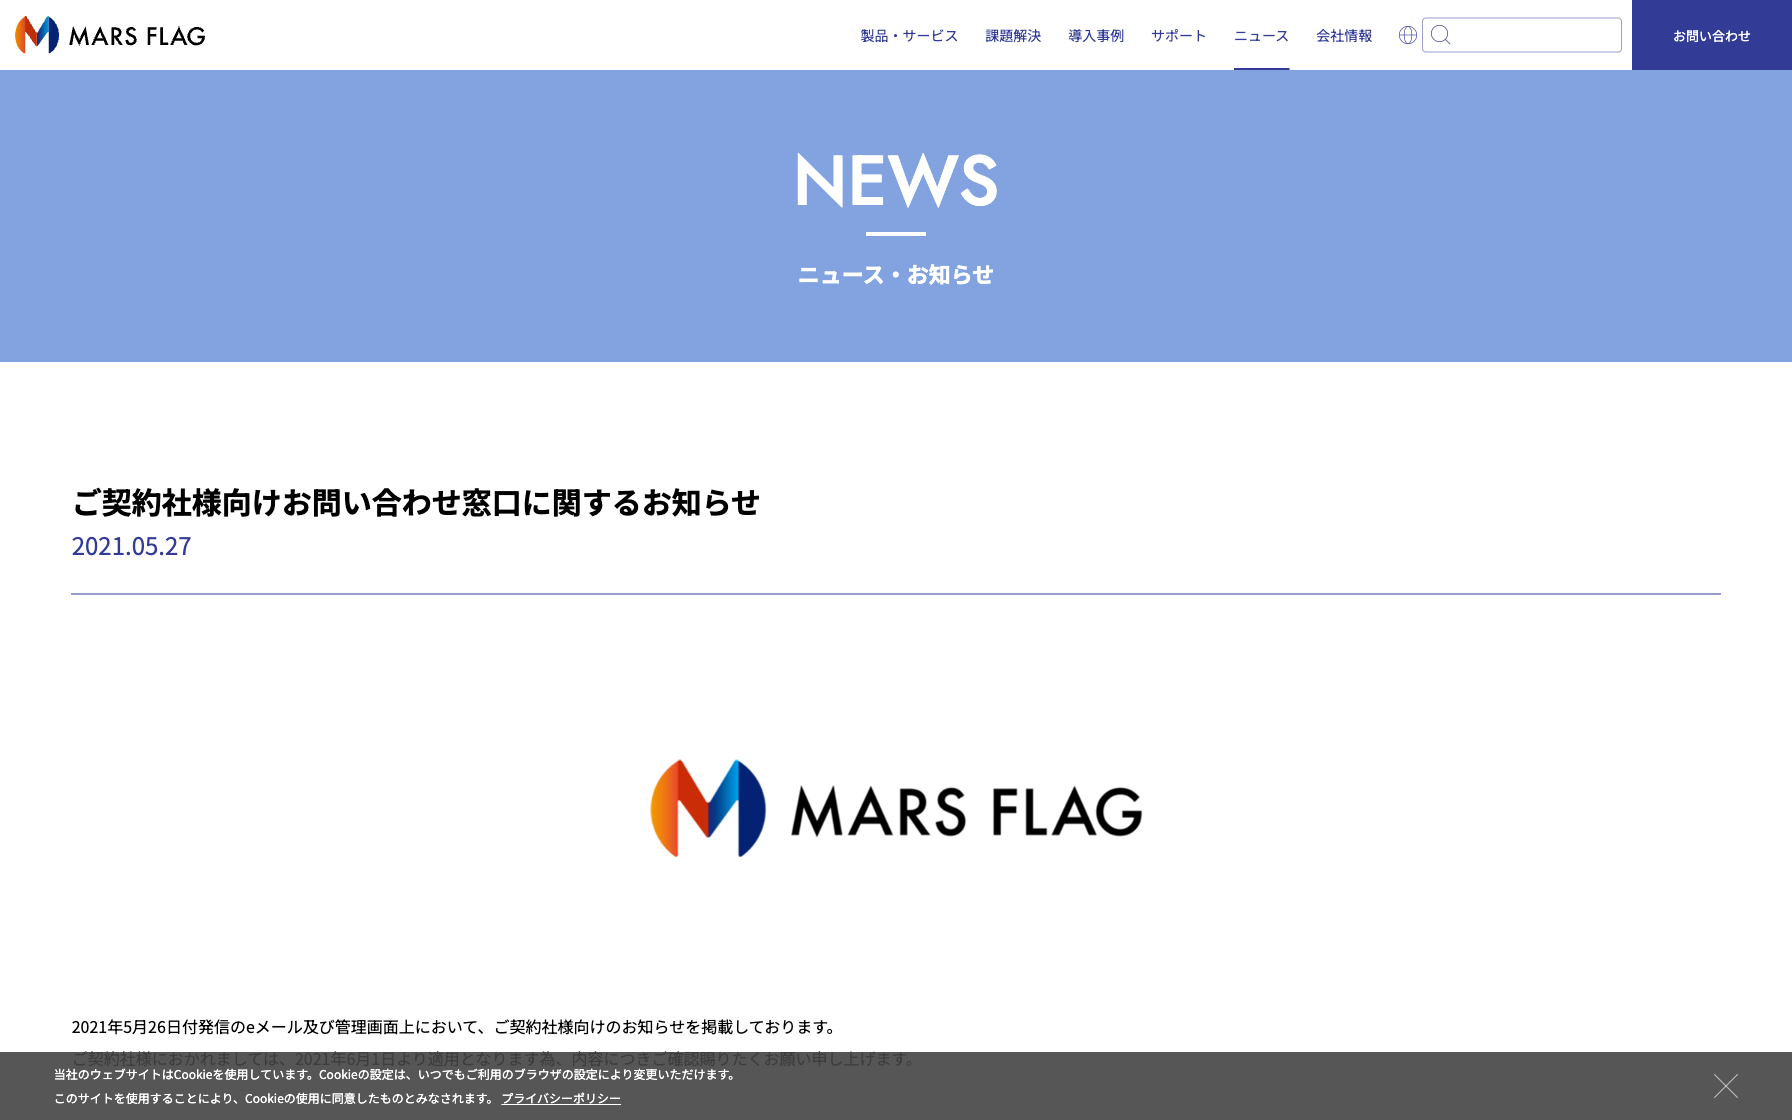 MARS FLAG
製品・サービス 課題解決 導入事例 サポート ニュース 会社情報 お問い合わせ
NEWS
ニュース・お知らせ
ご契約社様向けお問い合わせ窓口に関するお知らせ
2021.05.27
MARS FLAG
2021年5月26日付発信のeメール及び管理画面上において、ご契約社様向けのお知らせを掲載しております。
ご契約社様におかれましては、2021年6月1日より適用となります為、内容につきご確認賜りたくお願い申し上げます。
当社のウェブサイトはCookieを使用しています。Cookieの設定は、いつでもご利用のブラウザの設定により変更いただけます。
このサイトを使用することにより、Cookieの使用に同意したものとみなされます。 プライバシーポリシー